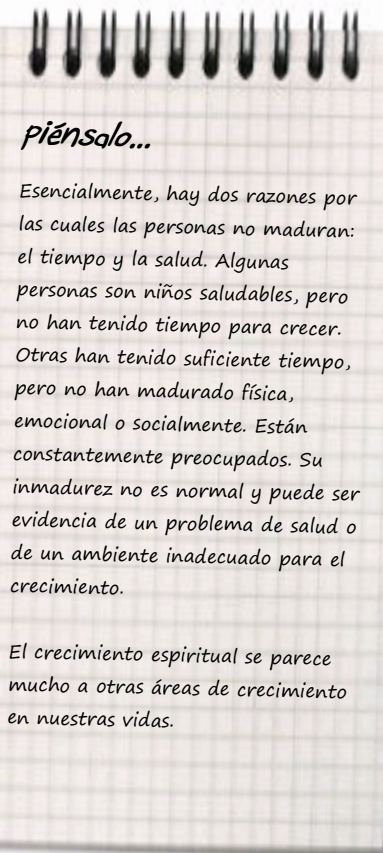 piénsalo...
Esencialmente, hay dos razones por
las cuales las personas no maduran:
el tiempo y la salud. Algunas
personas son niños saludables, pero
no han tenido tiempo para crecer.
Otras han tenido suficiente tiempo,
pero no han madurado física,
emocional o socialmente. Están
constantemente preocupados. Su
inmadurez no es normal y puede ser
evidencia de un problema de salud o
de un ambiente inadecuado para el
crecimiento.
El crecimiento espiritual se parece
mucho a otras áreas de crecimiento
en nuestras vidas.